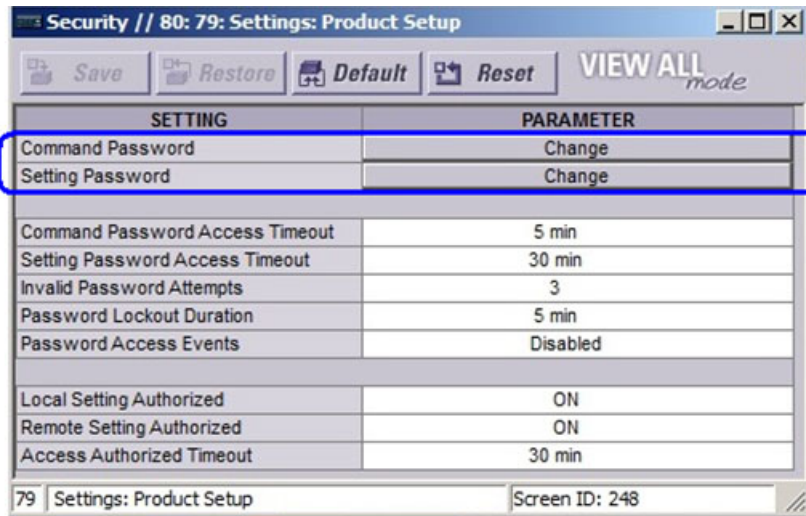 Security // 80: 79: Settings: Product Setup
Save Restore Default Reset VIEW ALL mode
SETTING PARAMETER
Command Password Change
Setting Password Change
Command Password Access Timeout 5 min
Setting Password Access Timeout 30 min
Invalid Password Attempts 3
Password Lockout Duration 5 min
Password Access Events Disabled
Local Setting Authorized ON
Remote Setting Authorized ON
Access Authorized Timeout 30 min
79 Settings: Product Setup Screen ID: 248